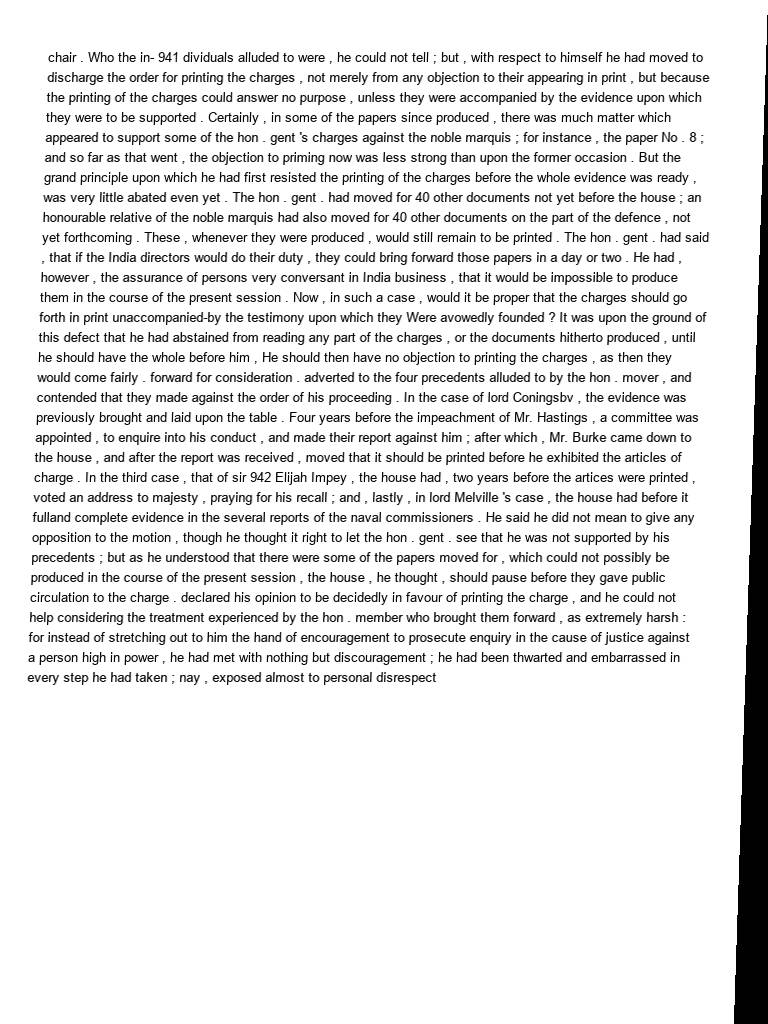 chair . Who the in- 941 dividuals alluded to were , he could not tell ; but , with respect to himself he had moved to
discharge the order for printing the charges , not merely from any objection to their appearing in print , but because
the printing of the charges could answer no purpose , unless they were accompanied by the evidence upon which
they were to be supported . Certainly , in some of the papers since produced , there was much matter which
appeared to support some of the hon . gent 's charges against the noble marquis ; for instance , the paper No . 8 ;
and so far as that went , the objection to priming now was less strong than upon the former occasion . But the
grand principle upon which he had first resisted the printing of the charges before the whole evidence was ready ,
was very little abated even yet . The hon . gent . had moved for 40 other documents not yet before the house ; an
honourable relative of the noble marquis had also moved for 40 other documents on the part of the defence , not
yet forthcoming . These , whenever they were produced , would still remain to be printed . The hon . gent . had said
, that if the India directors would do their duty , they could bring forward those papers in a day or two . He had ,
however , the assurance of persons very conversant in India business , that it would be impossible to produce
them in the course of the present session . Now , in such a case , would it be proper that the charges should go
forth in print unaccompanied-by the testimony upon which they Were avowedly founded ? It was upon the ground of
this defect that he had abstained from reading any part of the charges , or the documents hitherto produced , until
he should have the whole before him , He should then have no objection to printing the charges , as then they
would come fairly . forward for consideration . adverted to the four precedents alluded to by the hon . mover , and
contended that they made against the order of his proceeding . In the case of lord Coningsbv , the evidence was
previously brought and laid upon the table . Four years before the impeachment of Mr. Hastings , a committee was
appointed , to enquire into his conduct , and made their report against him ; after which , Mr. Burke came down to
the house , and after the report was received , moved that it should be printed before he exhibited the articles of
charge . In the third case , that of sir 942 Elijah Impey , the house had , two years before the artices were printed ,
voted an address to majesty , praying for his recall ; and , lastly , in lord Melville 's case , the house had before it
fulland complete evidence in the several reports of the naval commissioners . He said he did not mean to give any
opposition to the motion , though he thought it right to let the hon . gent . see that he was not supported by his
precedents ; but as he understood that there were some of the papers moved for , which could not possibly be
produced in the course of the present session , the house , he thought , should pause before they gave public
circulation to the charge . declared his opinion to be decidedly in favour of printing the charge , and he could not
help considering the treatment experienced by the hon . member who brought them forward , as extremely harsh :
for instead of stretching out to him the hand of encouragement to prosecute enquiry in the cause of justice against
a person high in power , he had met with nothing but discouragement ; he had been thwarted and embarrassed in
every step he had taken ; nay , exposed almost to personal disrespect